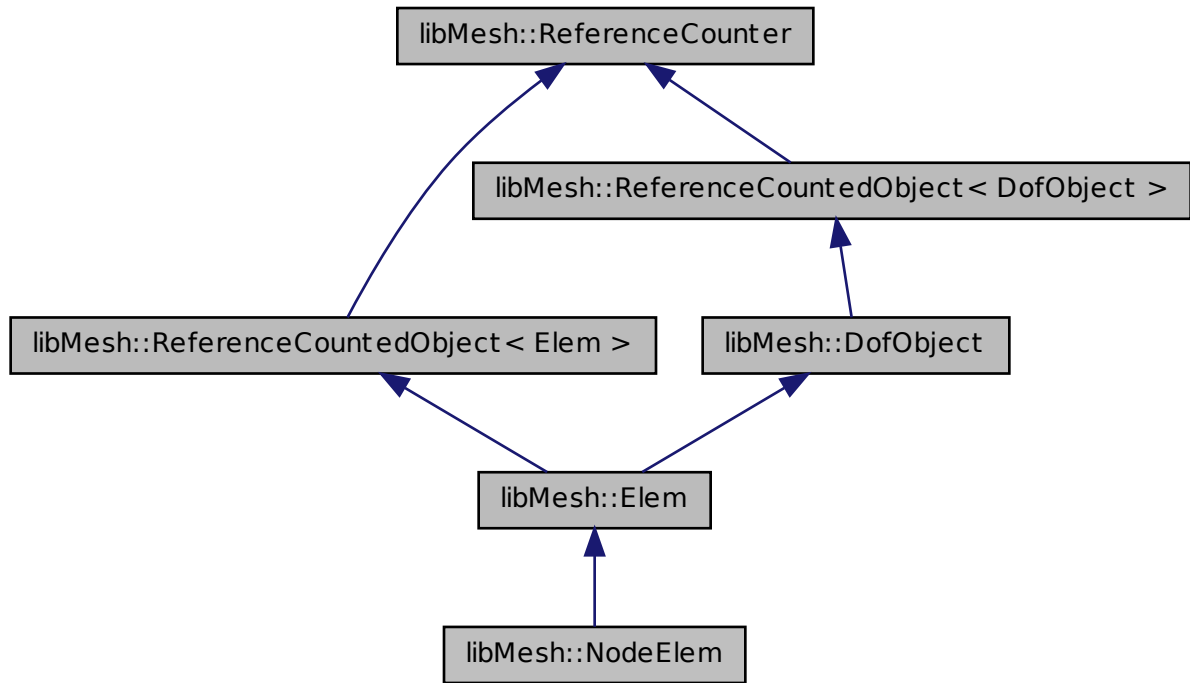 libMesh::ReferenceCounter
libMesh::ReferenceCountedObject< DofObject >
libMesh::ReferenceCountedObject< Elem >
libMesh::DofObject
libMesh::Elem
libMesh::NodeElem